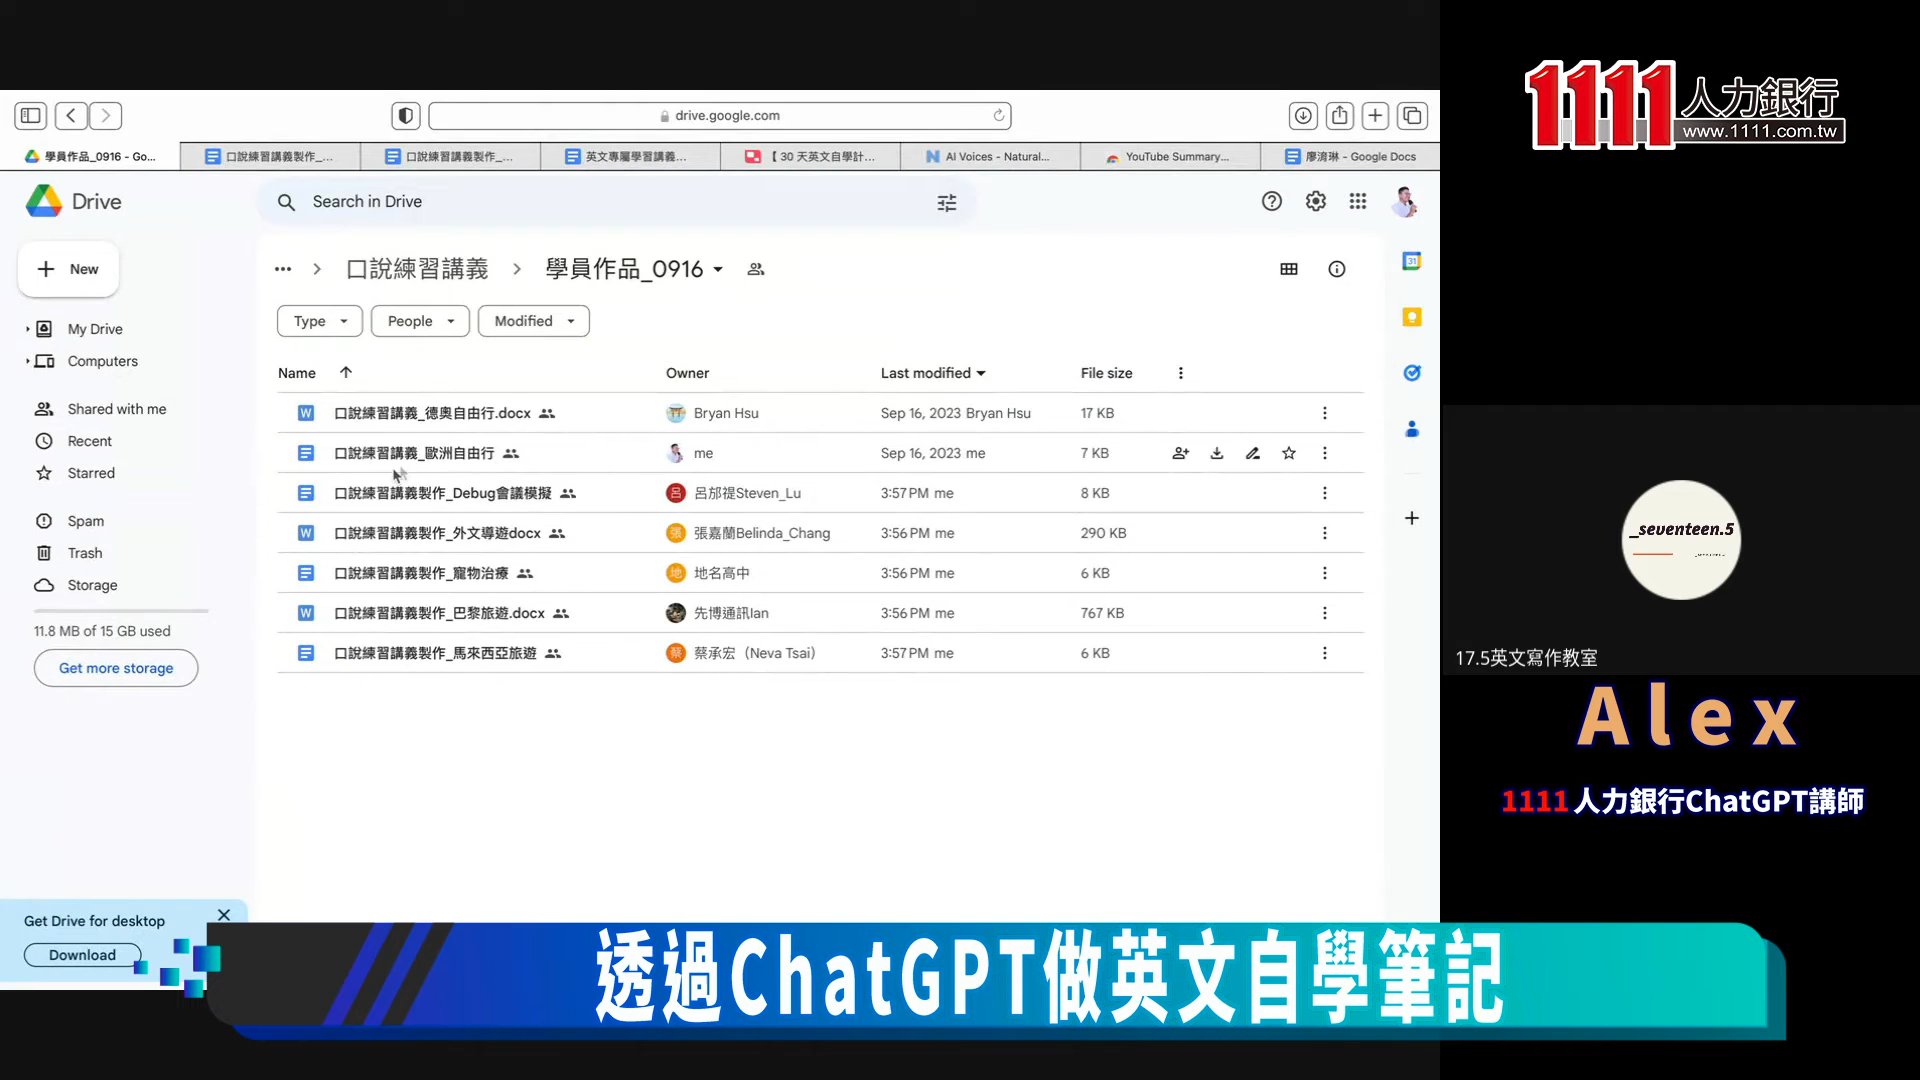 drive.google.com
學員作品_0916 - Go...
口說練習講義製作_...
口說練習講義製作_...
英文專屬學習講義...
【 30 天英文自學計...
AI Voices - Natural...
YouTube Summary...
廖淯琳 - Google Docs
Drive
Search in Drive
New
... > 口說練習講義 > 學員作品_0916
Type
People
Modified
My Drive
Computers
Shared with me
Recent
Starred
Spam
Trash
Storage
11.8 MB of 15 GB used
Get more storage
Name Owner Last modified File size
口說練習講義_德奧自由行.docx Bryan Hsu Sep 16, 2023 Bryan Hsu 17 KB
口說練習講義_歐洲自由行 me Sep 16, 2023 me 7 KB
口說練習講義製作_Debug會議模擬 呂邡禔Steven_Lu 3:57 PM me 8 KB
口說練習講義製作_外文導遊docx 張嘉蘭Belinda_Chang 3:56 PM me 290 KB
口說練習講義製作_寵物治療 地名高中 3:56 PM me 6 KB
口說練習講義製作_巴黎旅遊.docx 先博通訊Ian 3:56 PM me 767 KB
口說練習講義製作_馬來西亞旅遊 蔡承宏（Neva Tsai） 3:57 PM me 6 KB
Get Drive for desktop
Download
1111人力銀行
www.1111.com.tw
_seventeen.5
17.5英文寫作教室
Alex
1111人力銀行ChatGPT講師
透過ChatGPT做英文自學筆記